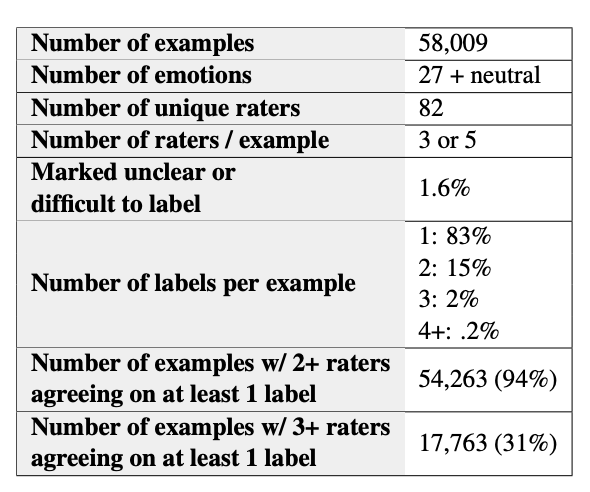 Number of examples 58,009
Number of emotions 27 + neutral
Number of unique raters 82
Number of raters / example 3 or 5
Marked unclear or
difficult to label 1.6%
Number of labels per example
1: 83%
2: 15%
3: 2%
4+: .2%
Number of examples w/ 2+ raters
agreeing on at least 1 label 54,263 (94%)
Number of examples w/ 3+ raters
agreeing on at least 1 label 17,763 (31%)